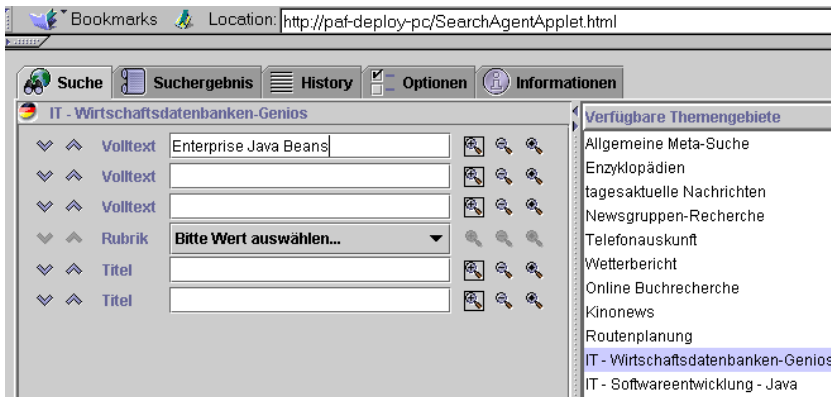 Bookmarks Location: http://paf-deploy-pc/SearchAgentApplet.html
Suche Suchergebnis History Optionen Informationen
IT - Wirtschaftsdatenbanken-Genios
Volltext Enterprise Java Beans
Volltext
Volltext
Rubrik Bitte Wert auswählen...
Titel
Titel
Verfügbare Themengebiete
Allgemeine Meta-Suche
Enzyklopädien
tagesaktuelle Nachrichten
Newsgruppen-Recherche
Telefonauskunft
Wetterbericht
Online Buchrecherche
Kinonews
Routenplanung
IT - Wirtschaftsdatenbanken-Genios
IT - Softwareentwicklung - Java